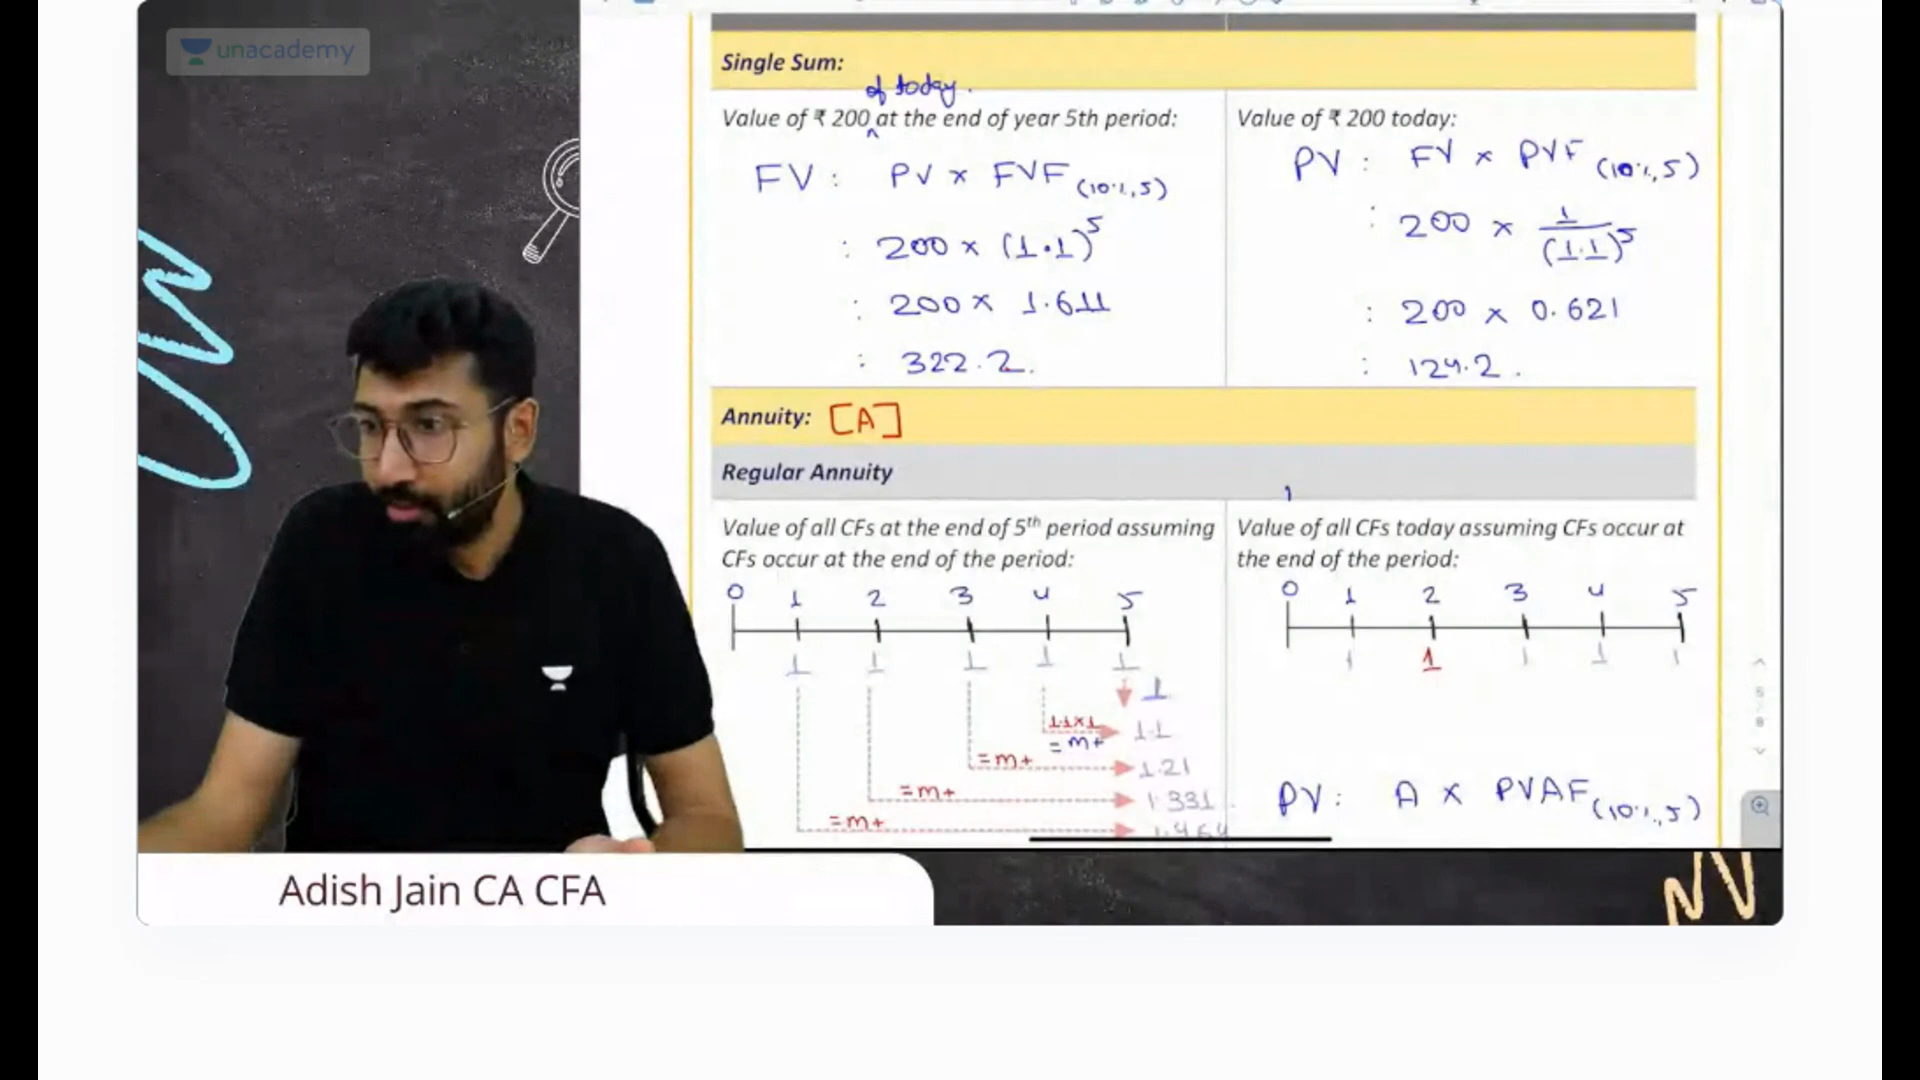 unacademy
Single Sum:
of today.
Value of ₹ 200 ^ at the end of year 5th period:
FV : PV × FVF (10%, 5)
: 200 × (1.1)⁵
: 200 × 1.611
: 322.2.
Value of ₹ 200 today:
PV : FV × PVF (10%, 5)
: 200 × 1/(1.1)⁵
: 200 × 0.621
: 124.2.
Annuity: [A]
Regular Annuity
Value of all CFs at the end of 5th period assuming
CFs occur at the end of the period:
0 1 2 3 4 5
1 1 1 1 1
1
1.1×1 1.1
= m+
= m+ 1.21
= m+ 1.331
= m+ 1.464
Value of all CFs today assuming CFs occur at
the end of the period:
0 1 2 3 4 5
1 1 1 1 1
PV : A × PVAF (10%, 5)
Adish Jain CA CFA